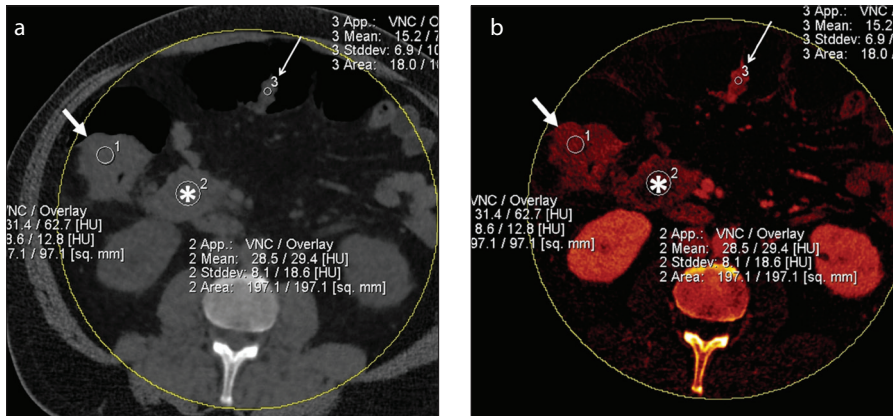 a
3 App.: VNC / O
3 Mean: 15.2 / 7
3 Stddev: 6.9 / 10
3 Area: 18.0 / 1
3
1
2
VNC / Overlay
31.4 / 62.7 [HU]
8.6 / 12.8 [HU]
97.1 / 97.1 [sq. mm]
2 App.: VNC / Overlay
2 Mean: 28.5 / 29.4 [HU]
2 Stddev: 8.1 / 18.6 [HU]
2 Area: 197.1 / 197.1 [sq. mm]
b
3 App.: VNC / Ov
3 Mean: 15.2
3 Stddev: 6.9 / 10
3 Area: 18.0 /
3
1
2
VNC / Overlay
31.4 / 62.7 [HU]
8.6 / 12.8 [HU]
97.1 / 97.1 [sq. mm]
2 App.: VNC / Overlay
2 Mean: 28.5 / 29.4 [HU]
2 Stddev: 8.1 / 18.6 [HU]
2 Area: 197.1 / 197.1 [sq. mm]